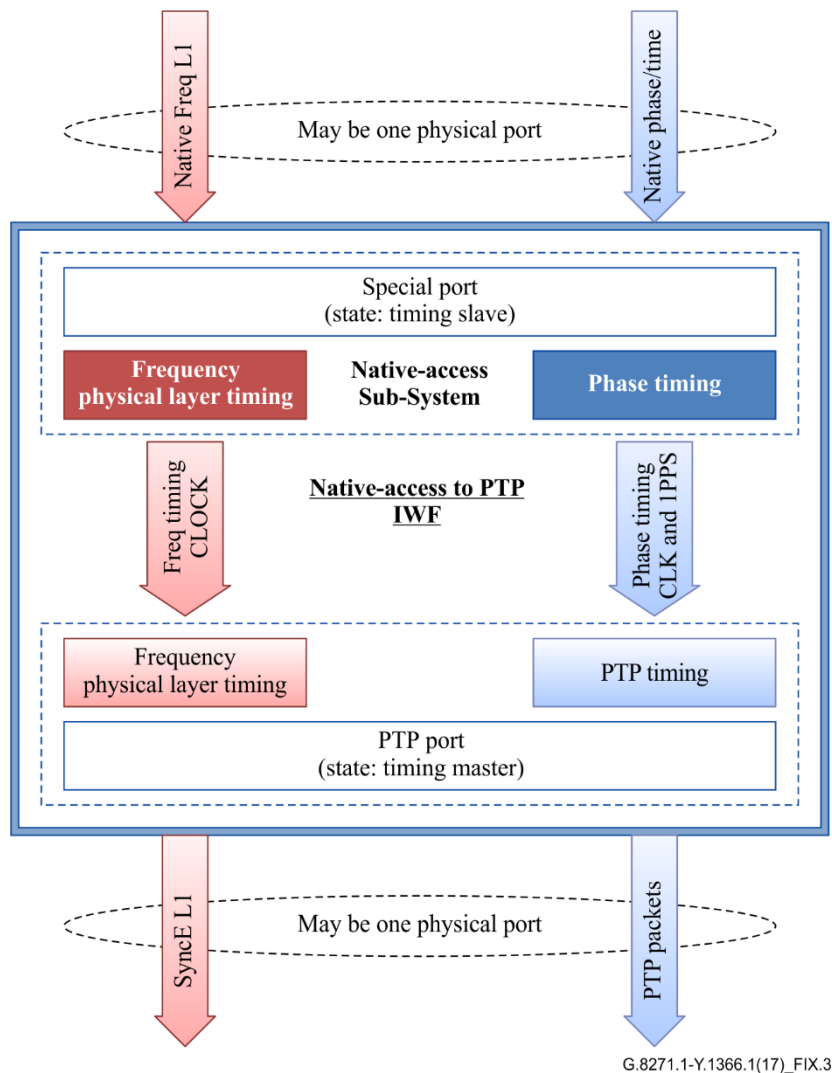 Native Freq L1
Native phase/time
May be one physical port
Special port
(state: timing slave)
Frequency
physical layer timing
Native-access
Sub-System
Phase timing
Freq timing
CLOCK
Native-access to PTP
IWF
Phase timing
CLK and 1PPS
Frequency
physical layer timing
PTP timing
PTP port
(state: timing master)
SyncE L1
May be one physical port
PTP packets
G.8271.1-Y.1366.1(17)_FIX.3